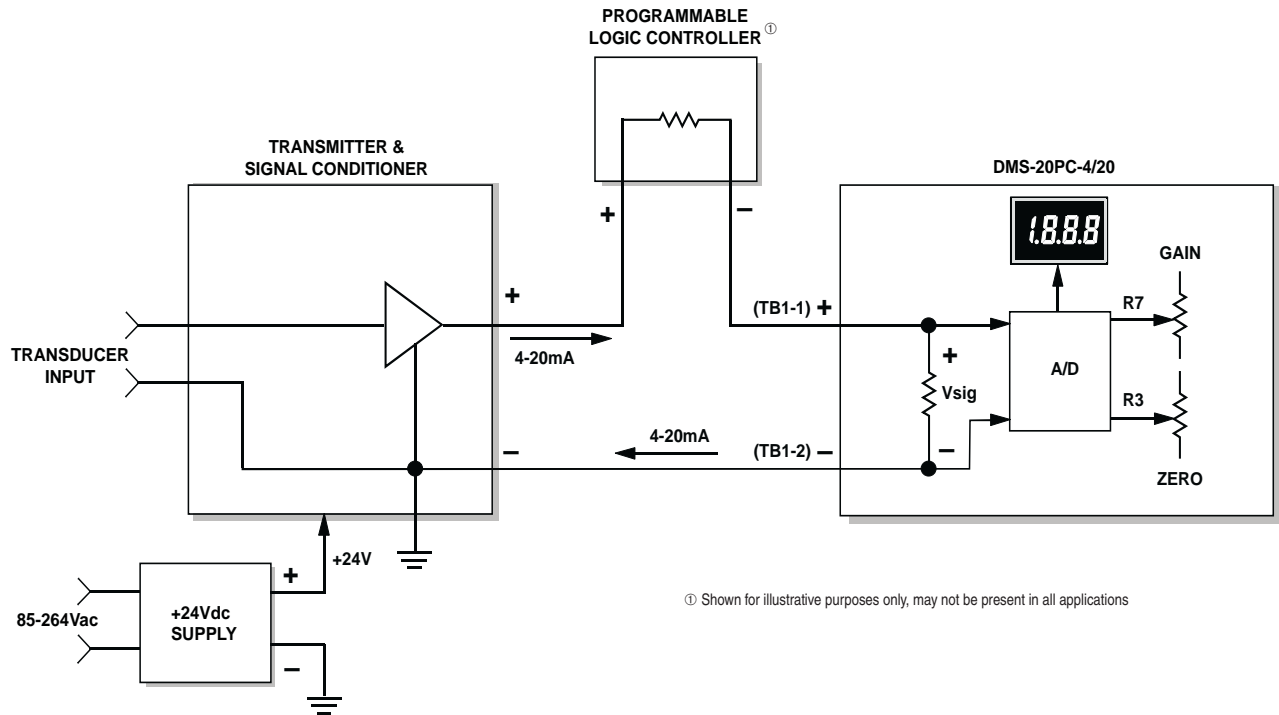 PROGRAMMABLE
LOGIC CONTROLLER ①
TRANSMITTER &
SIGNAL CONDITIONER
DMS-20PC-4/20
+
−
1.8.8.8
GAIN
+
(TB1-1) +
R7
TRANSDUCER
INPUT
4-20mA
+
A/D
Vsig
R3
−
4-20mA
(TB1-2) −
−
ZERO
+24V
+
85-264Vac
+24Vdc
SUPPLY
−
① Shown for illustrative purposes only, may not be present in all applications